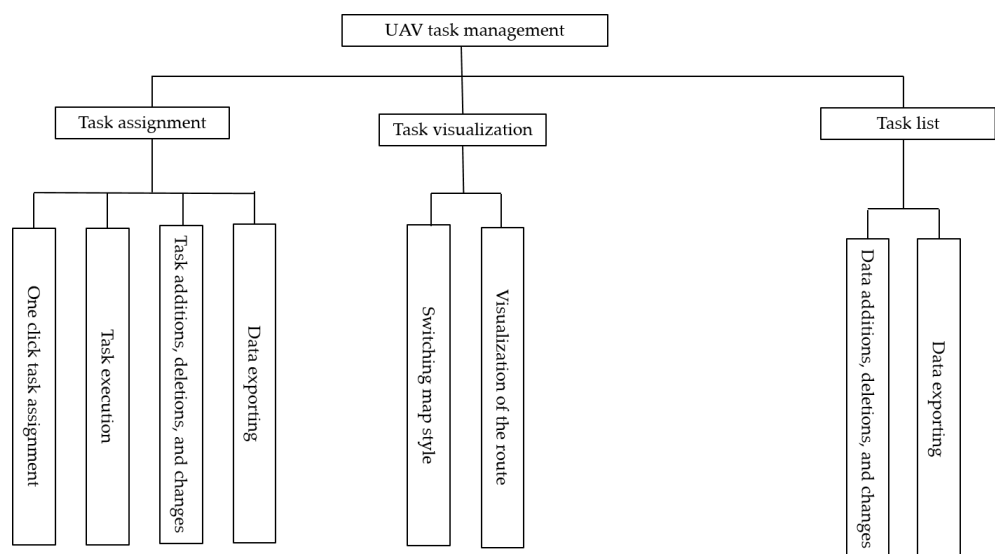 UAV task management
Task assignment
Task visualization
Task list
One click task assignment
Task execution
Task additions, deletions, and changes
Data exporting
Switching map style
Visualization of the route
Data additions, deletions, and changes
Data exporting